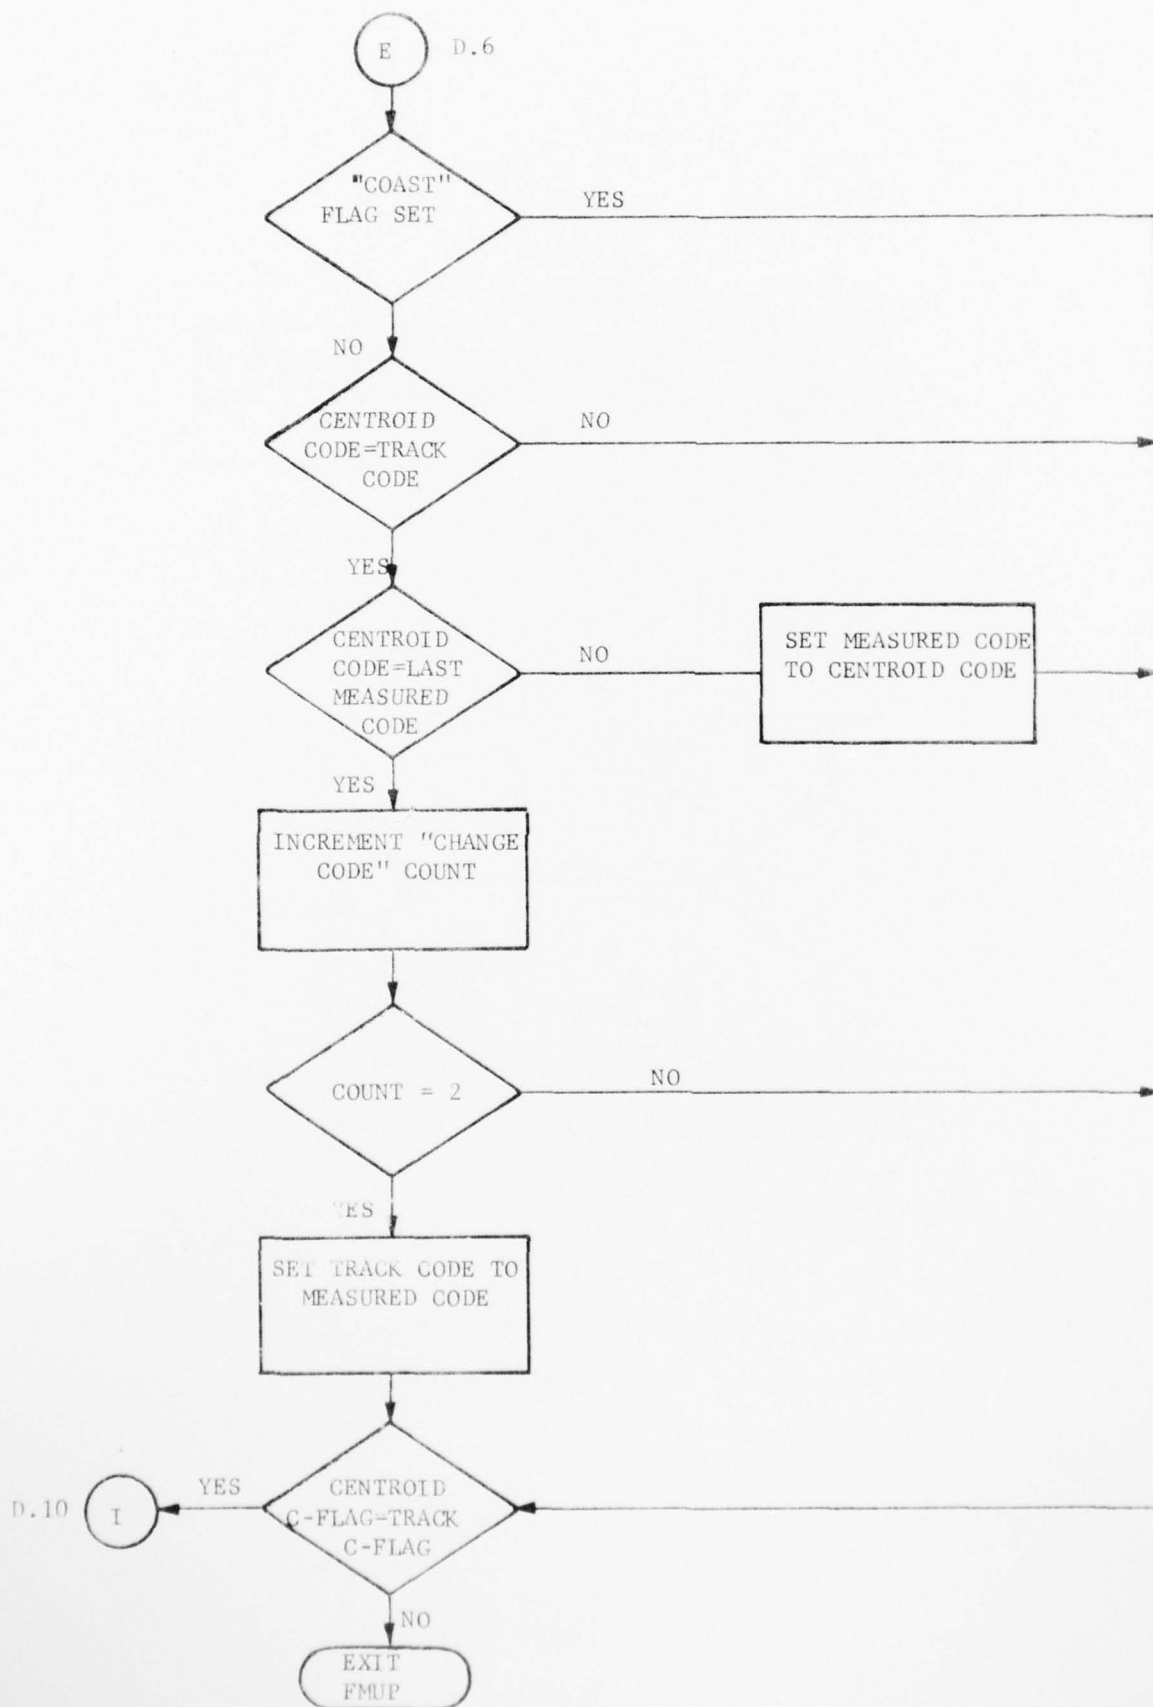 E D.6
"COAST"
FLAG SET
YES
NO
CENTROID
CODE=TRACK
CODE
NO
YES
CENTROID
CODE=LAST
MEASURED
CODE
NO
SET MEASURED CODE
TO CENTROID CODE
YES
INCREMENT "CHANGE
CODE" COUNT
COUNT = 2
NO
YES
SET TRACK CODE TO
MEASURED CODE
D.10 I
YES
CENTROID
C-FLAG=TRACK
C-FLAG
NO
EXIT
FMUP